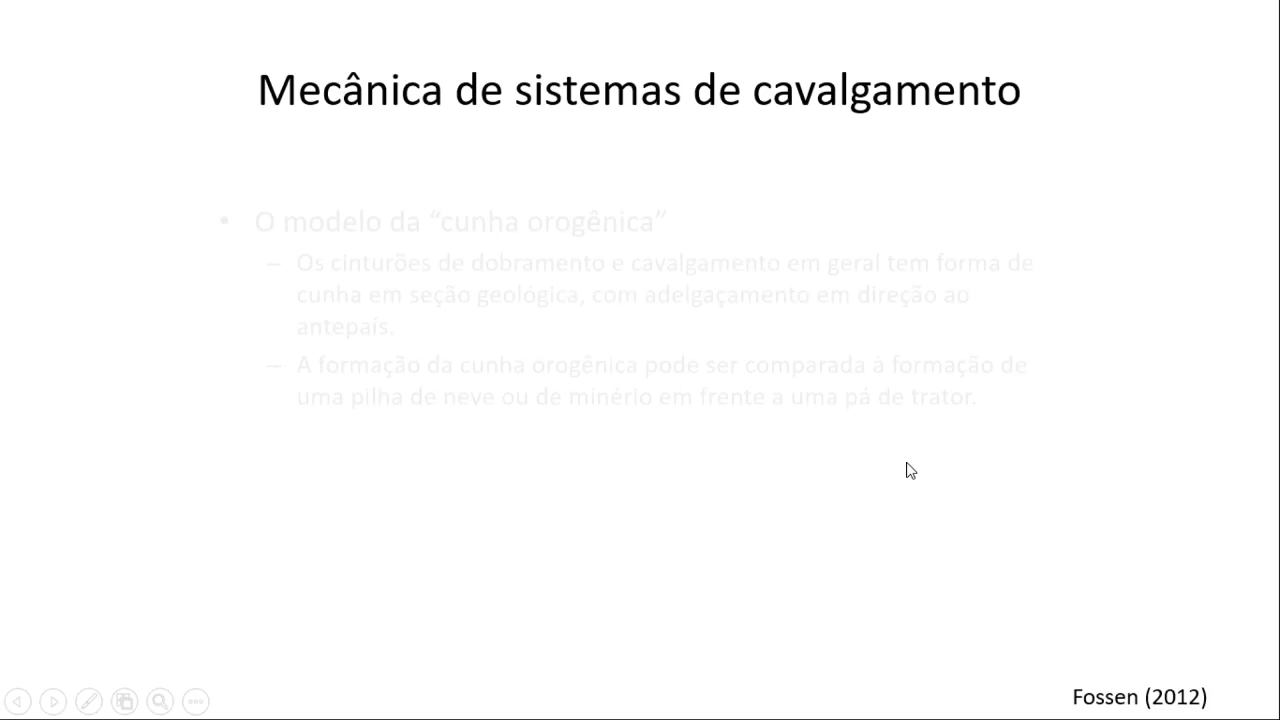 Mecânica de sistemas de cavalgamento
• O modelo da “cunha orogênica”
– Os cinturões de dobramento e cavalgamento em geral tem forma de
cunha em seção geológica, com adelgaçamento em direção ao
antepaís.
– A formação da cunha orogênica pode ser comparada à formação de
uma pilha de neve ou de minério em frente a uma pá de trator.
Fossen (2012)